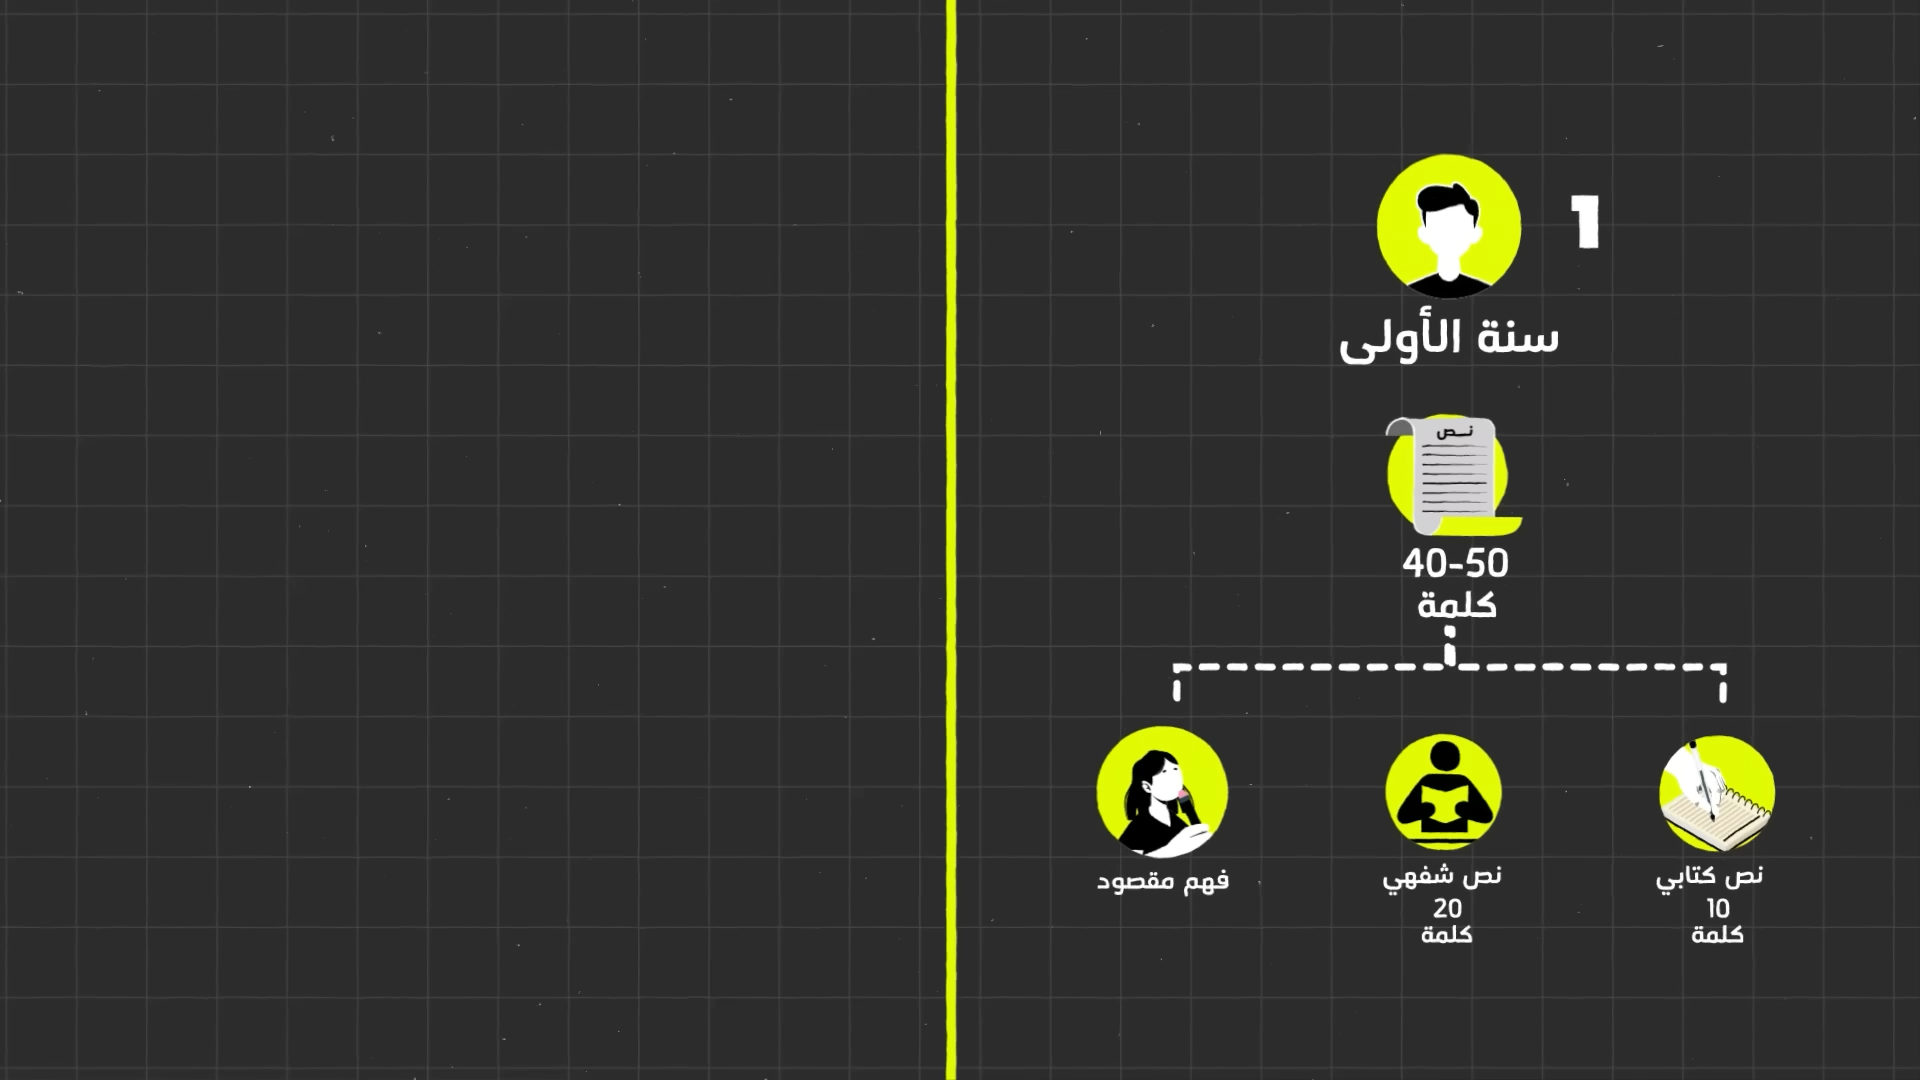 1
سنة الأولى
نص
40-50
كلمة
نص كتابي
10
كلمة
نص شفهي
20
كلمة
فهم مقصود